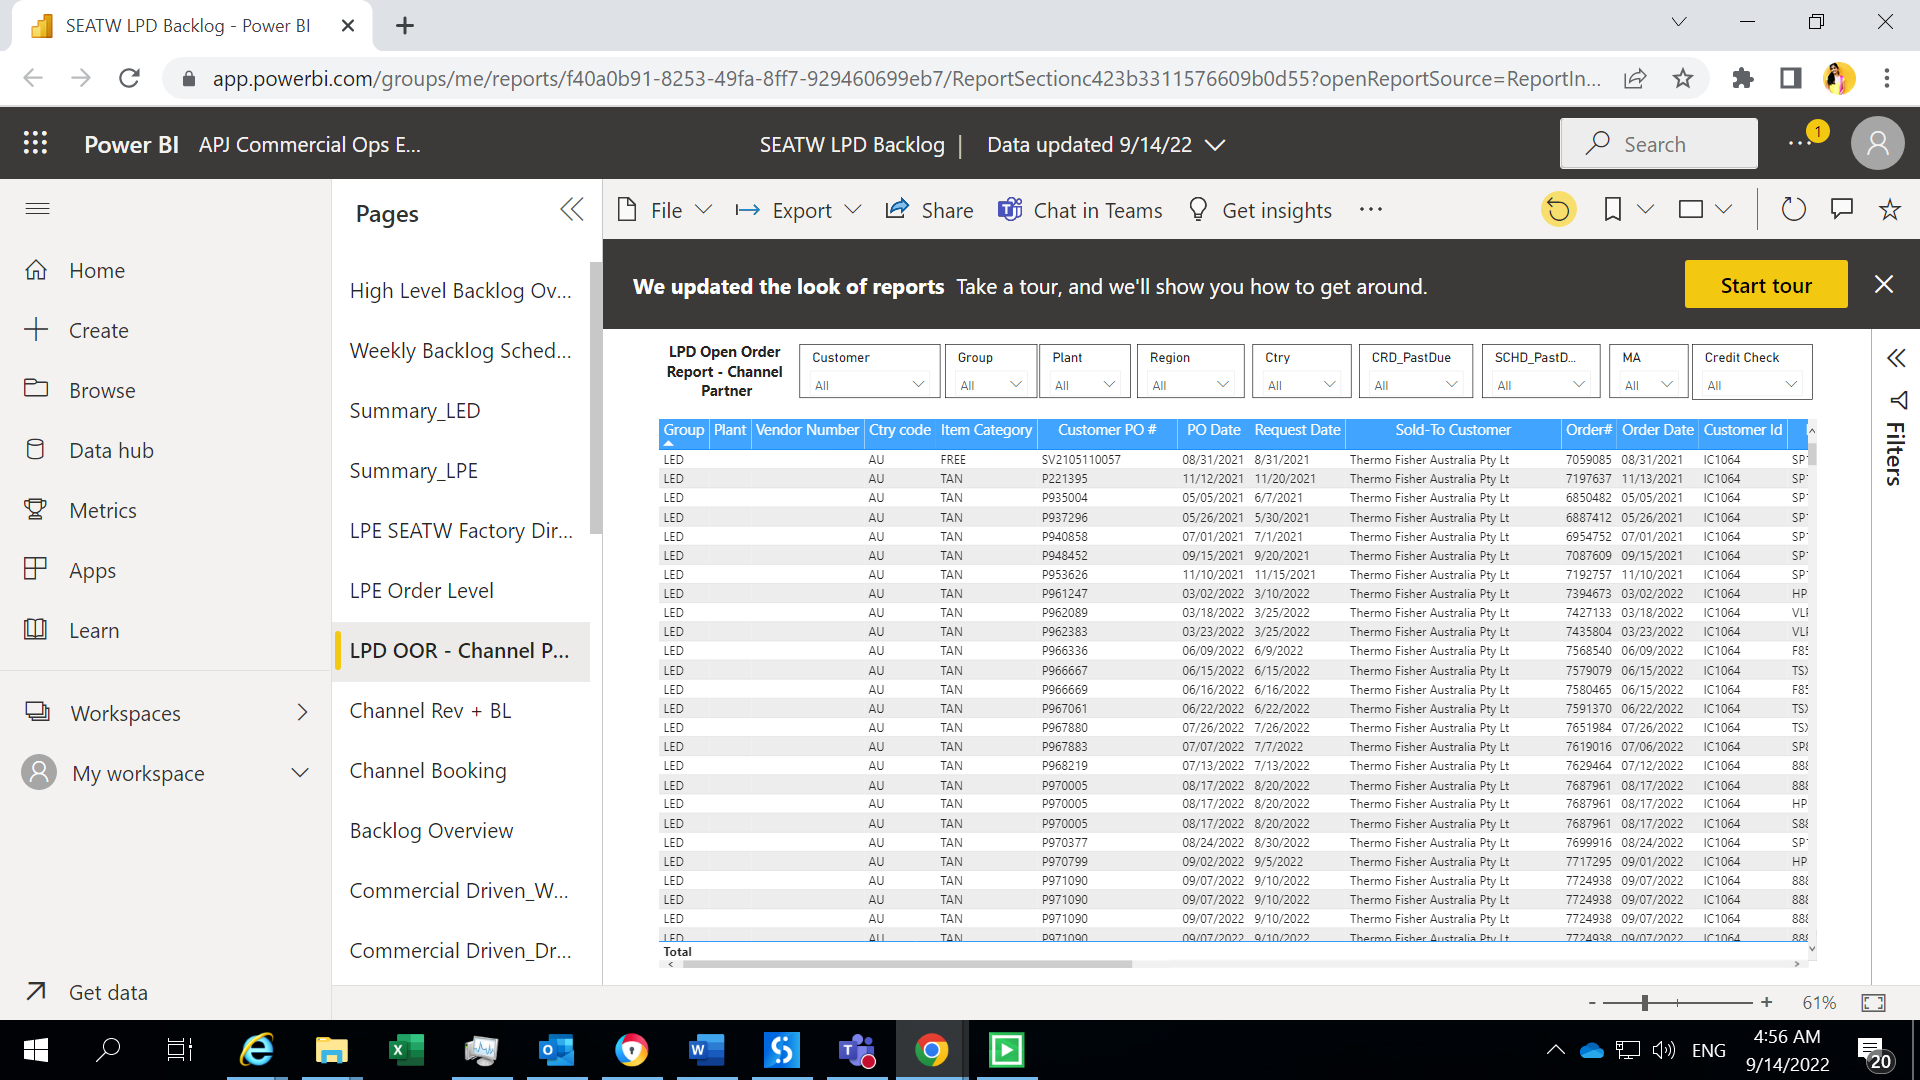 SEATW LPD Backlog - Power BI
app.powerbi.com/groups/me/reports/f40a0b91-8253-49fa-8ff7-929460699eb7/ReportSectionc423b3311576609b0d55?openReportSource=ReportIn...
Power BI APJ Commercial Ops E... SEATW LPD Backlog | Data updated 9/14/22 Search 1
Home
Create
Browse
Data hub
Metrics
Apps
Learn
Workspaces
My workspace
Get data
Pages
High Level Backlog Ov...
Weekly Backlog Sched...
Summary_LED
Summary_LPE
LPE SEATW Factory Dir...
LPE Order Level
LPD OOR - Channel P...
Channel Rev + BL
Channel Booking
Backlog Overview
Commercial Driven_W...
Commercial Driven_Dr...
File Export Share Chat in Teams Get insights ...
We updated the look of reports Take a tour, and we'll show you how to get around. Start tour
LPD Open Order
Report - Channel
Partner
Customer Group Plant Region Ctry CRD_PastDue SCHD_PastD... MA Credit Check
All All All All All All All All All
Filters
Group Plant Vendor Number Ctry code Item Category Customer PO # PO Date Request Date Sold-To Customer Order# Order Date Customer Id
LED AU FREE SV2105110057 08/31/2021 8/31/2021 Thermo Fisher Australia Pty Lt 7059085 08/31/2021 IC1064 SP
LED AU TAN P221395 11/12/2021 11/20/2021 Thermo Fisher Australia Pty Lt 7197637 11/13/2021 IC1064 SP
LED AU TAN P935004 05/05/2021 6/7/2021 Thermo Fisher Australia Pty Lt 6850482 05/05/2021 IC1064 SP
LED AU TAN P937296 05/26/2021 5/30/2021 Thermo Fisher Australia Pty Lt 6887412 05/26/2021 IC1064 SP
LED AU TAN P940858 07/01/2021 7/1/2021 Thermo Fisher Australia Pty Lt 6954752 07/01/2021 IC1064 SP
LED AU TAN P948452 09/15/2021 9/20/2021 Thermo Fisher Australia Pty Lt 7087609 09/15/2021 IC1064 SP
LED AU TAN P953626 11/10/2021 11/15/2021 Thermo Fisher Australia Pty Lt 7192757 11/10/2021 IC1064 SP
LED AU TAN P961247 03/02/2022 3/10/2022 Thermo Fisher Australia Pty Lt 7394673 03/02/2022 IC1064 HP
LED AU TAN P962089 03/18/2022 3/25/2022 Thermo Fisher Australia Pty Lt 7427133 03/18/2022 IC1064 VL
LED AU TAN P962383 03/23/2022 3/25/2022 Thermo Fisher Australia Pty Lt 7435804 03/23/2022 IC1064 VL
LED AU TAN P966336 06/09/2022 6/9/2022 Thermo Fisher Australia Pty Lt 7568540 06/09/2022 IC1064 F85
LED AU TAN P966667 06/15/2022 6/15/2022 Thermo Fisher Australia Pty Lt 7579079 06/15/2022 IC1064 TSX
LED AU TAN P966669 06/16/2022 6/16/2022 Thermo Fisher Australia Pty Lt 7580465 06/15/2022 IC1064 F85
LED AU TAN P967061 06/22/2022 6/22/2022 Thermo Fisher Australia Pty Lt 7591370 06/22/2022 IC1064 TSX
LED AU TAN P967880 07/26/2022 7/26/2022 Thermo Fisher Australia Pty Lt 7651984 07/26/2022 IC1064 TSX
LED AU TAN P967883 07/07/2022 7/7/2022 Thermo Fisher Australia Pty Lt 7619016 07/06/2022 IC1064 SP8
LED AU TAN P968219 07/13/2022 7/13/2022 Thermo Fisher Australia Pty Lt 7629464 07/12/2022 IC1064 888
LED AU TAN P970005 08/17/2022 8/20/2022 Thermo Fisher Australia Pty Lt 7687961 08/17/2022 IC1064 888
LED AU TAN P970005 08/17/2022 8/20/2022 Thermo Fisher Australia Pty Lt 7687961 08/17/2022 IC1064 HP
LED AU TAN P970005 08/17/2022 8/20/2022 Thermo Fisher Australia Pty Lt 7687961 08/17/2022 IC1064 S88
LED AU TAN P970377 08/24/2022 8/30/2022 Thermo Fisher Australia Pty Lt 7699916 08/24/2022 IC1064 SP
LED AU TAN P970799 09/02/2022 9/5/2022 Thermo Fisher Australia Pty Lt 7717295 09/01/2022 IC1064 HP
LED AU TAN P971090 09/07/2022 9/10/2022 Thermo Fisher Australia Pty Lt 7724938 09/07/2022 IC1064 888
LED AU TAN P971090 09/07/2022 9/10/2022 Thermo Fisher Australia Pty Lt 7724938 09/07/2022 IC1064 888
LED AU TAN P971090 09/07/2022 9/10/2022 Thermo Fisher Australia Pty Lt 7724938 09/07/2022 IC1064 888
LED AU TAN P971090 09/07/2022 9/10/2022 Thermo Fisher Australia Pty Lt 7724938 09/07/2022 IC1064 888
Total
- + 61%
ENG 4:56 AM
9/14/2022 20